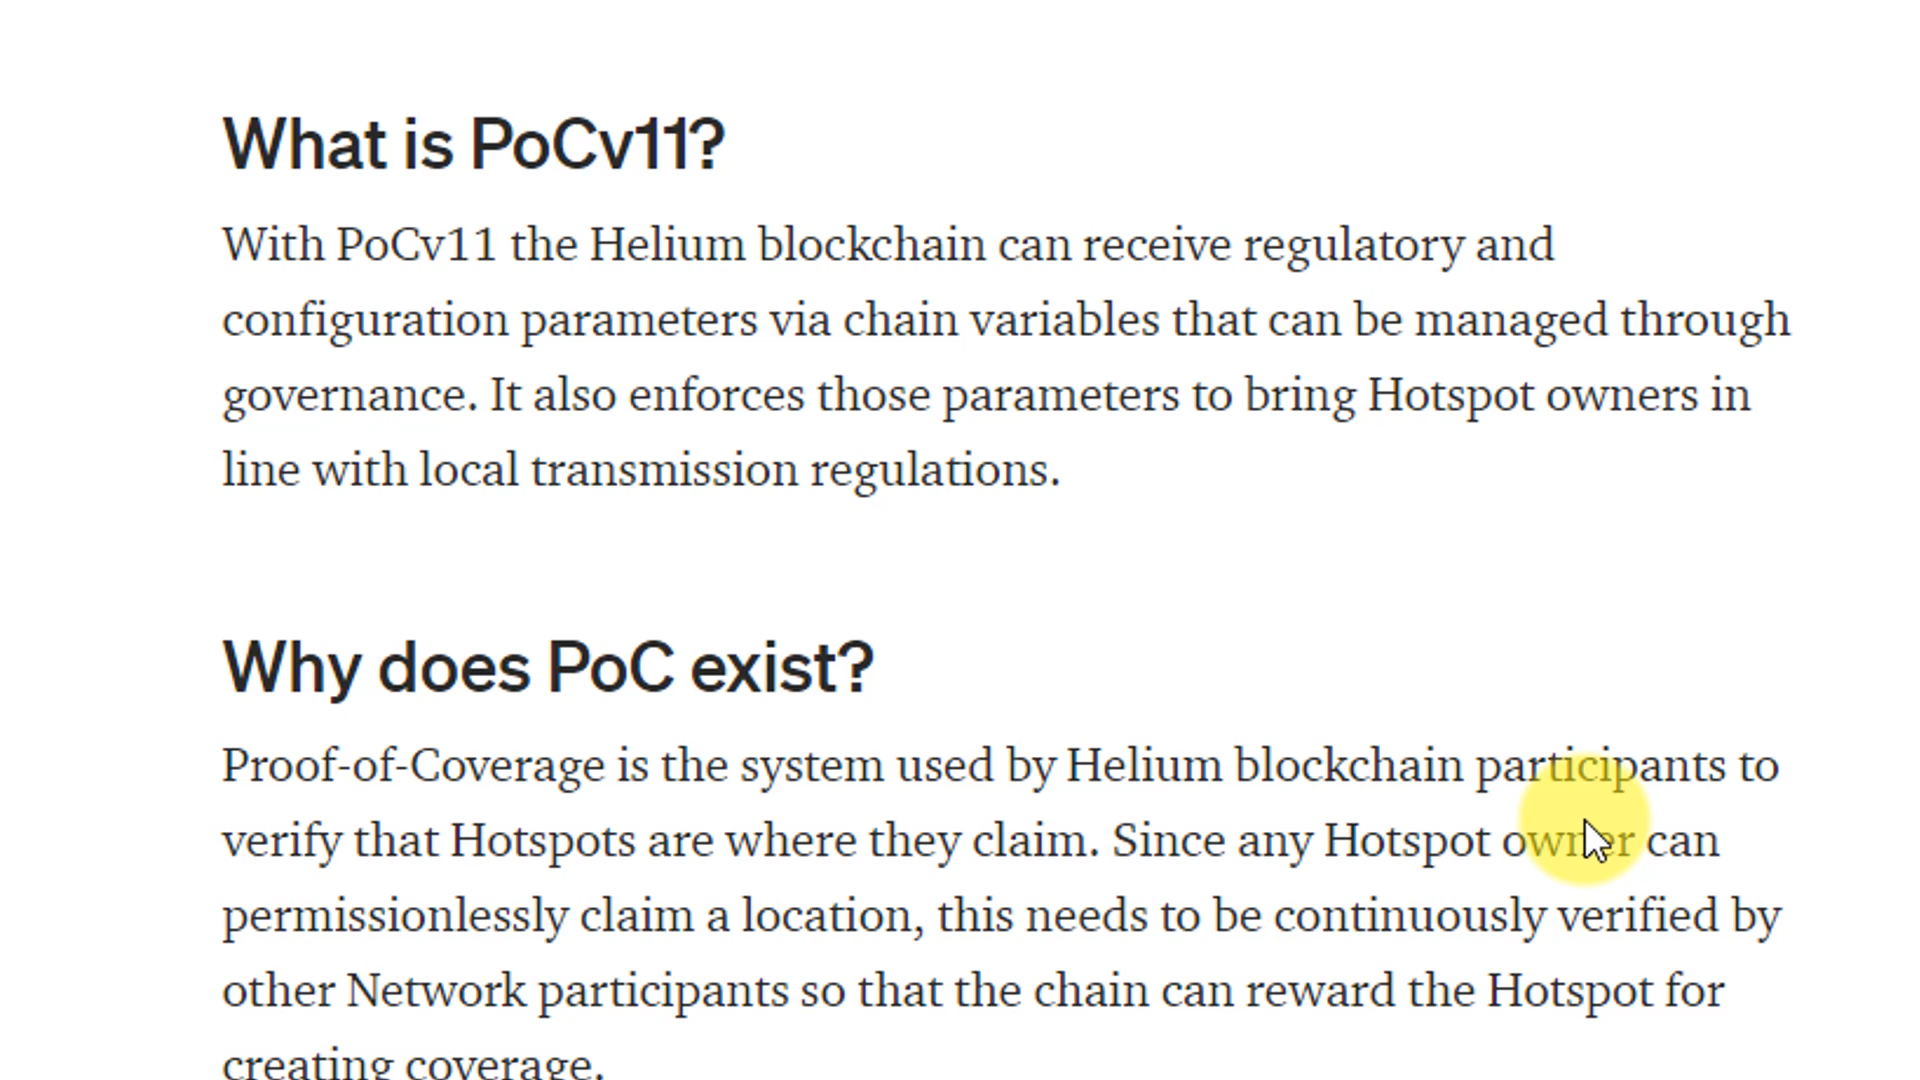 What is PoCv11?
With PoCv11 the Helium blockchain can receive regulatory and
configuration parameters via chain variables that can be managed through
governance. It also enforces those parameters to bring Hotspot owners in
line with local transmission regulations.
Why does PoC exist?
Proof-of-Coverage is the system used by Helium blockchain participants to
verify that Hotspots are where they claim. Since any Hotspot owner can
permissionlessly claim a location, this needs to be continuously verified by
other Network participants so that the chain can reward the Hotspot for
creating coverage.